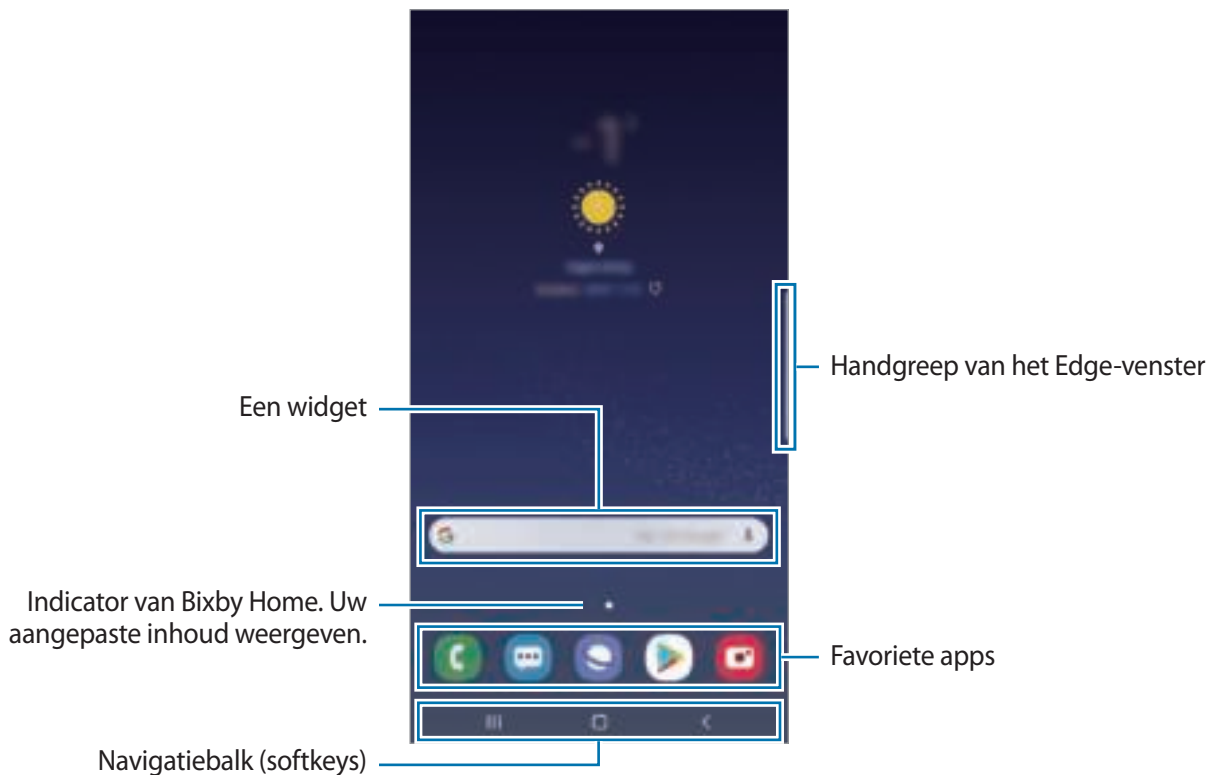 Handgreep van het Edge-venster
Een widget
Indicator van Bixby Home. Uw
aangepaste inhoud weergeven.
Favoriete apps
Navigatiebalk (softkeys)